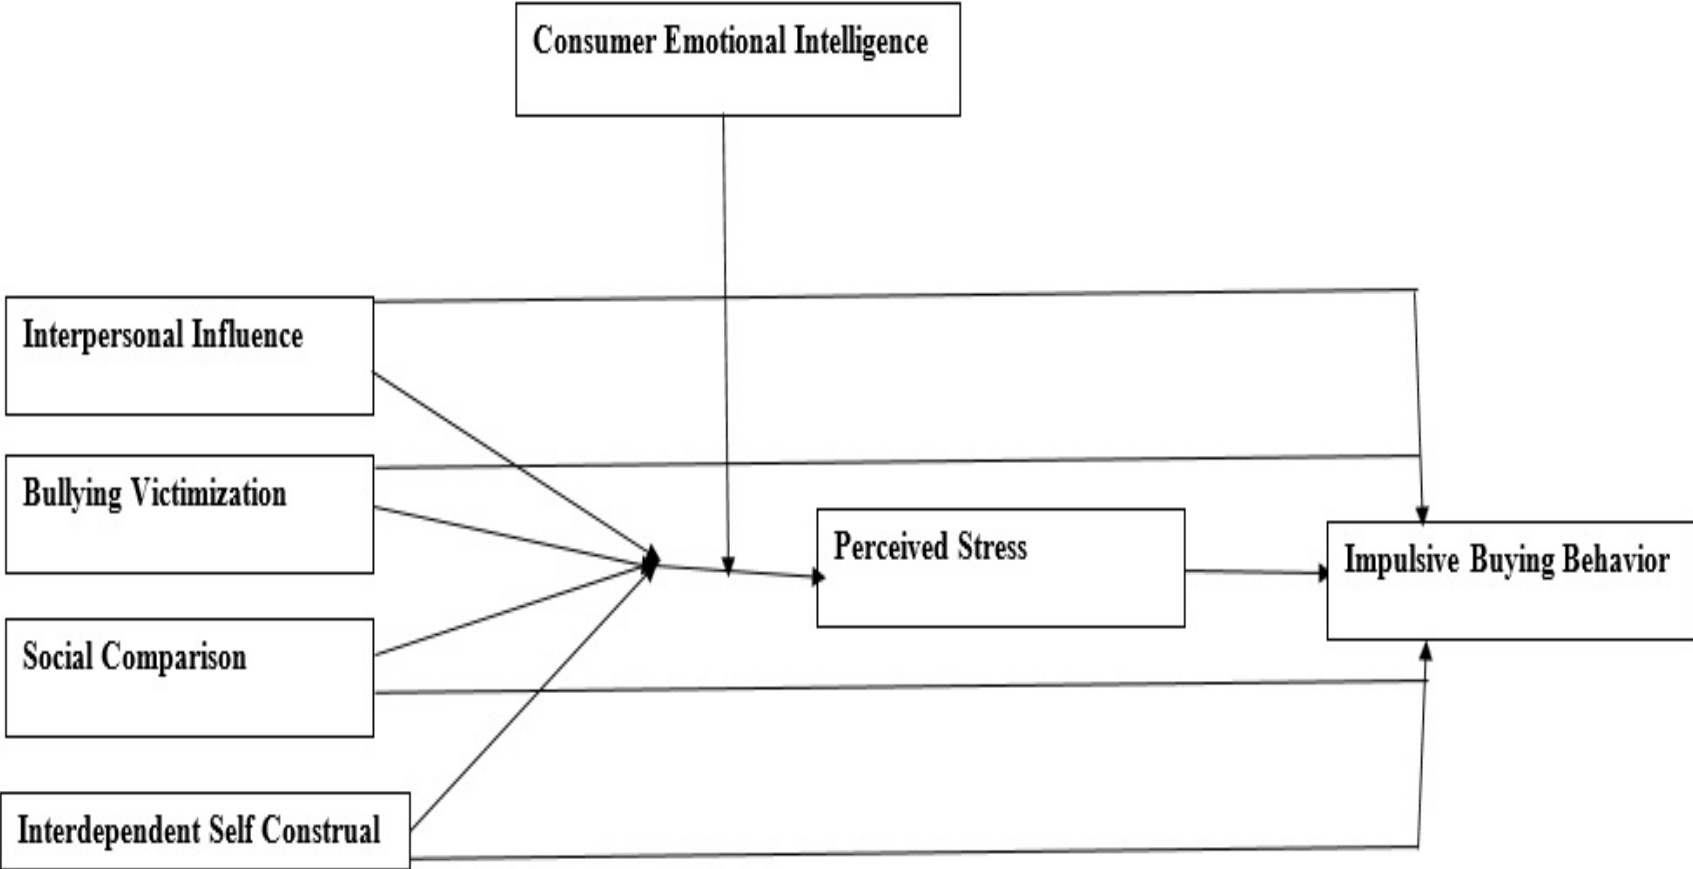 Consumer Emotional Intelligence
Interpersonal Influence
Bullying Victimization
Perceived Stress
Impulsive Buying Behavior
Social Comparison
Interdependent Self Construal